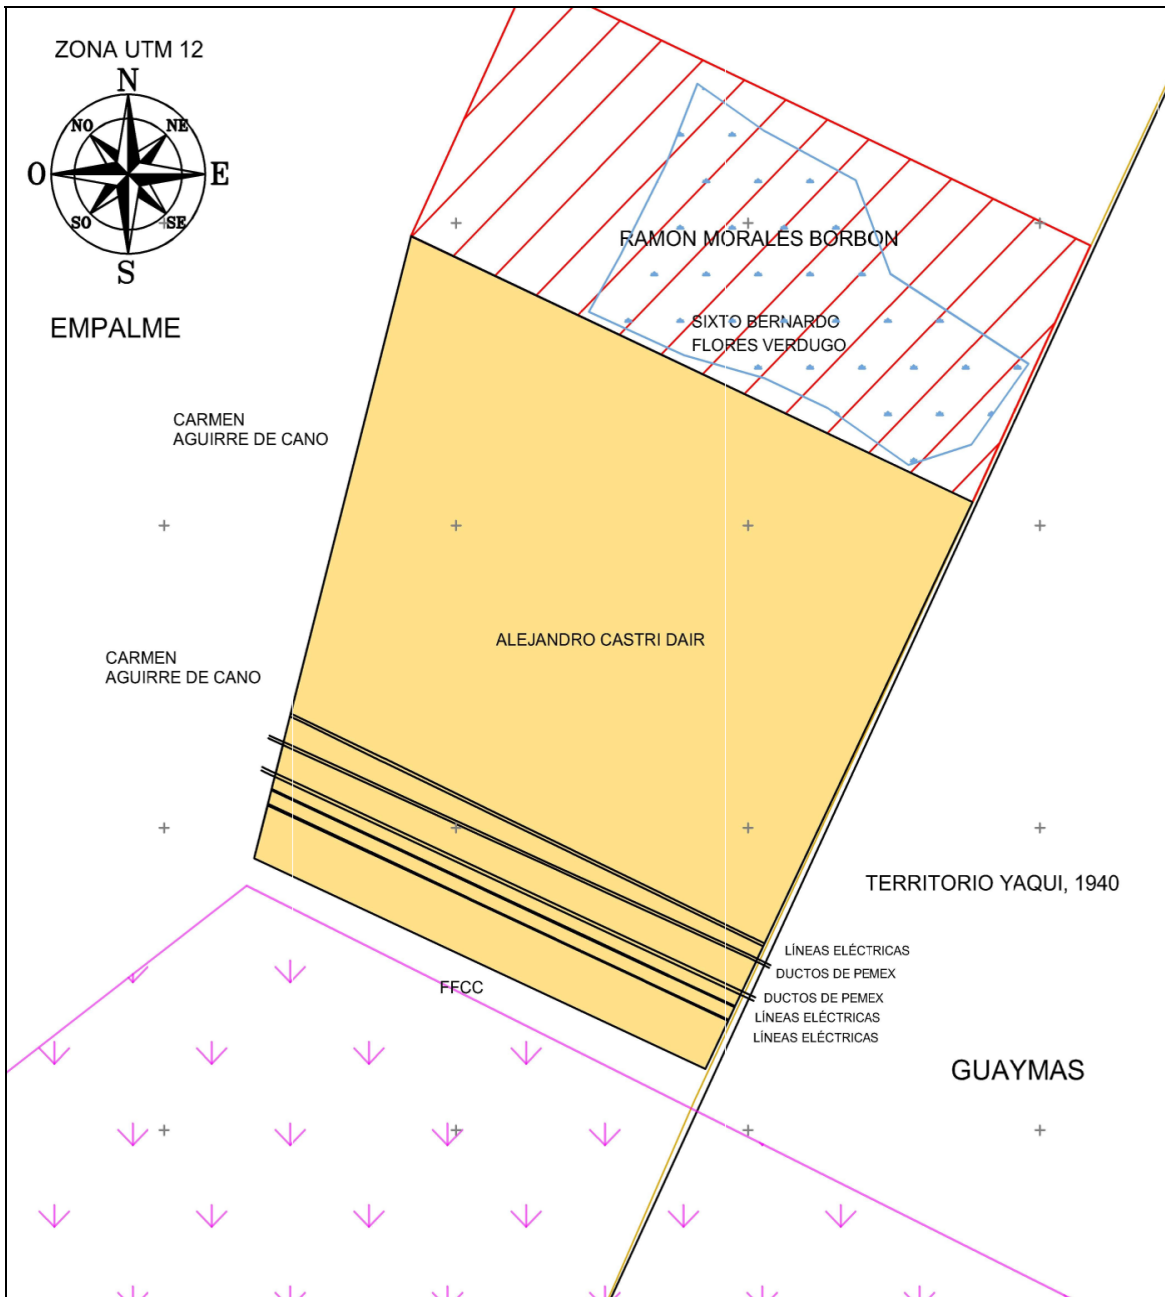 ZONA UTM 12
N
NO
NE
O
E
SO
SE
S
RAMON MORALES BORBON
EMPALME
SIXTO BERNARDO
FLORES VERDUGO
CARMEN
AGUIRRE DE CANO
ALEJANDRO CASTRI DAIR
CARMEN
AGUIRRE DE CANO
TERRITORIO YAQUI, 1940
LÍNEAS ELÉCTRICAS
DUCTOS DE PEMEX
FFCC
DUCTOS DE PEMEX
LÍNEAS ELÉCTRICAS
LÍNEAS ELÉCTRICAS
GUAYMAS